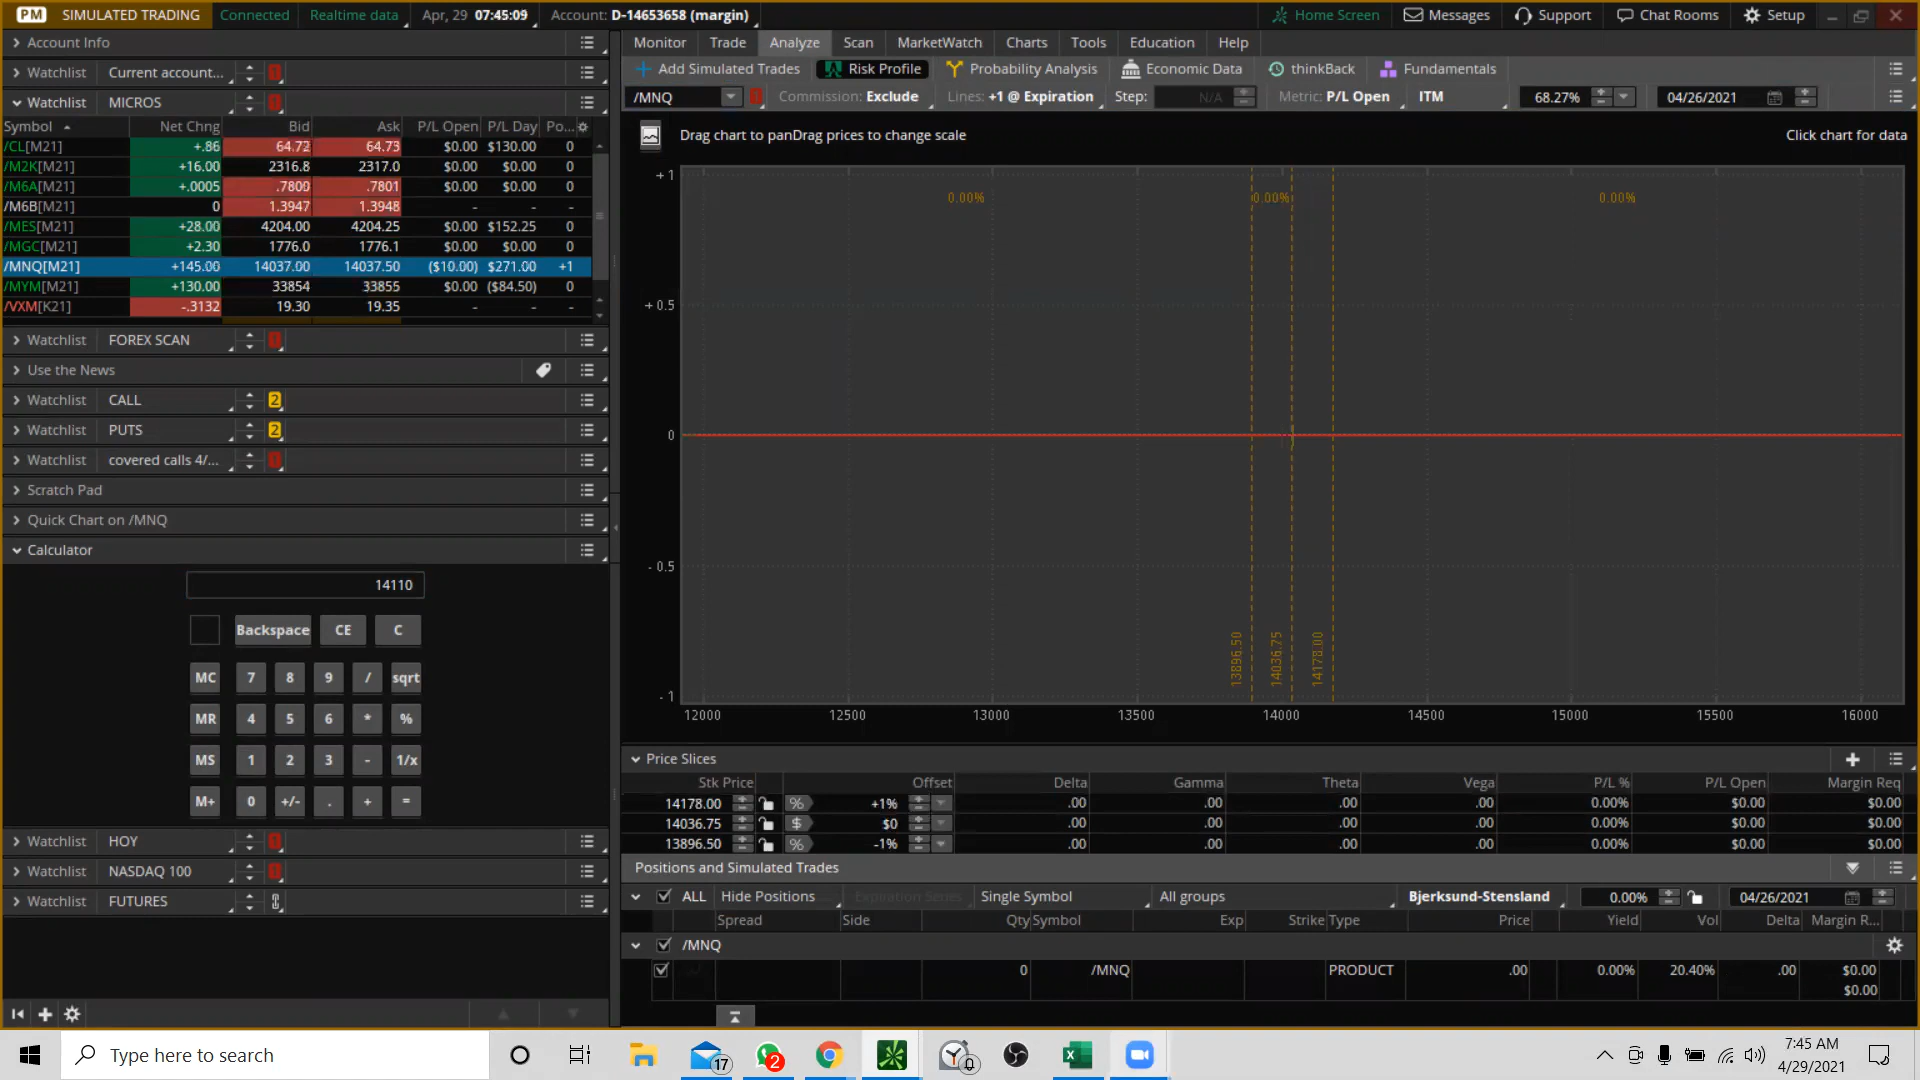 PM SIMULATED TRADING Connected Realtime data Apr, 29 07:45:09 Account: D-14653658 (margin) Home Screen Messages Support Chat Rooms Setup
Account Info
Watchlist Current account...
Watchlist MICROS
Symbol Net Chng Bid Ask P/L Open P/L Day Po...
/CL[M21] +.86 64.72 64.73 $0.00 $130.00 0
/M2K[M21] +16.00 2316.8 2317.0 $0.00 $0.00 0
/M6A[M21] +.0005 .7800 .7801 $0.00 $0.00 0
/M6B[M21] 0 1.3947 1.3948 - -
/MES[M21] +28.00 4204.00 4204.25 $0.00 $152.25 0
/MGC[M21] +2.30 1776.0 1776.1 $0.00 $0.00 0
/MNQ[M21] +145.00 14037.00 14037.50 ($10.00) $271.00 +1
/MYM[M21] +130.00 33854 33855 $0.00 ($84.50) 0
/VXM[K21] -.3132 19.30 19.35 - - -
Watchlist FOREX SCAN
Use the News
Watchlist CALL 2
Watchlist PUTS 2
Watchlist covered calls 4/...
Scratch Pad
Quick Chart on /MNQ
Calculator
14110
Backspace CE C
MC 7 8 9 / sqrt
MR 4 5 6 * %
MS 1 2 3 - 1/x
M+ 0 +/- . + =
Watchlist HOY
Watchlist NASDAQ 100
Watchlist FUTURES
Monitor Trade Analyze Scan MarketWatch Charts Tools Education Help
Add Simulated Trades Risk Profile Probability Analysis Economic Data thinkBack Fundamentals
/MNQ Commission: Exclude Lines: +1 @ Expiration Step: N/A Metric: P/L Open ITM 68.27% 04/26/2021
Drag chart to panDrag prices to change scale Click chart for data
+ 1
0.00% 0.00% 0.00%
+ 0.5
0
- 0.5
13896.50 14036.75 14178.00
- 1
12000 12500 13000 13500 14000 14500 15000 15500 16000
Price Slices
Stk Price Offset Delta Gamma Theta Vega P/L % P/L Open Margin Req
14178.00 % +1% .00 .00 .00 .00 0.00% $0.00 $0.00
14036.75 $ $0 .00 .00 .00 .00 0.00% $0.00 $0.00
13896.50 % -1% .00 .00 .00 .00 0.00% $0.00 $0.00
Positions and Simulated Trades
ALL Hide Positions Expiration Series Single Symbol All groups Bjerksund-Stensland 0.00% 04/26/2021
Spread Side Qty Symbol Exp Strike Type Price Yield Vol Delta Margin R...
/MNQ
0 /MNQ PRODUCT .00 0.00% 20.40% .00 $0.00
$0.00
Type here to search 17 2 0 7:45 AM
4/29/2021